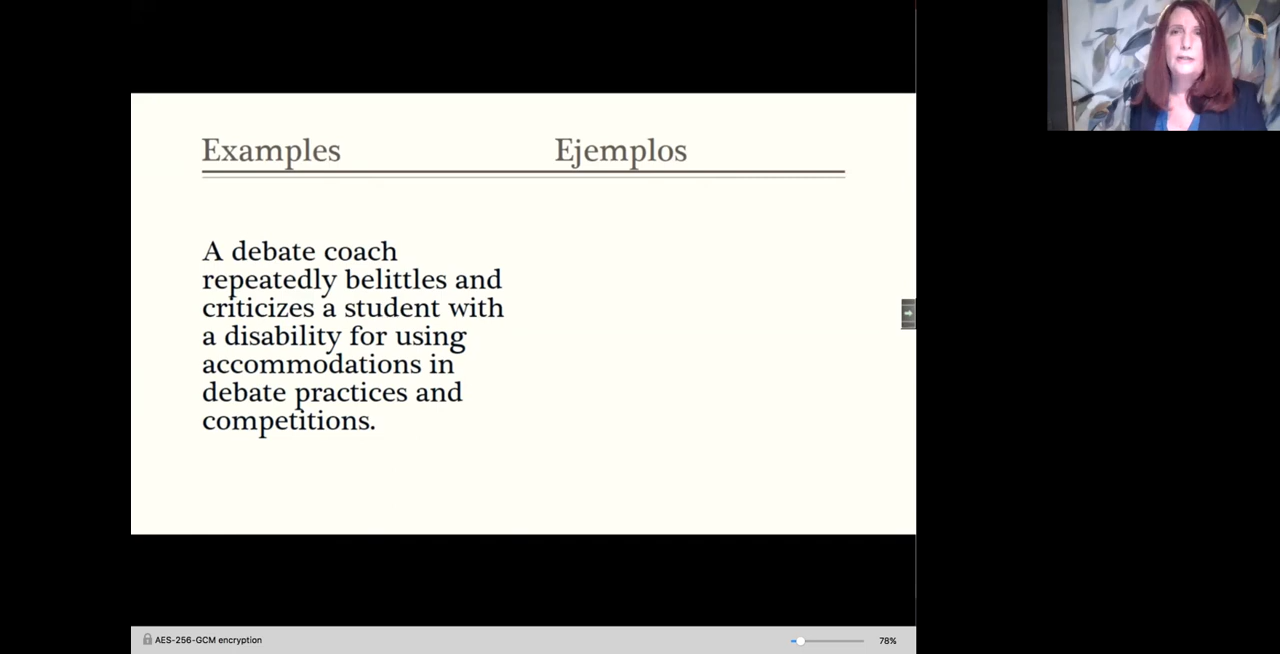 Examples
Ejemplos
A debate coach
repeatedly belittles and
criticizes a student with
a disability for using
accommodations in
debate practices and
competitions.
AES-256-GCM encryption
78%